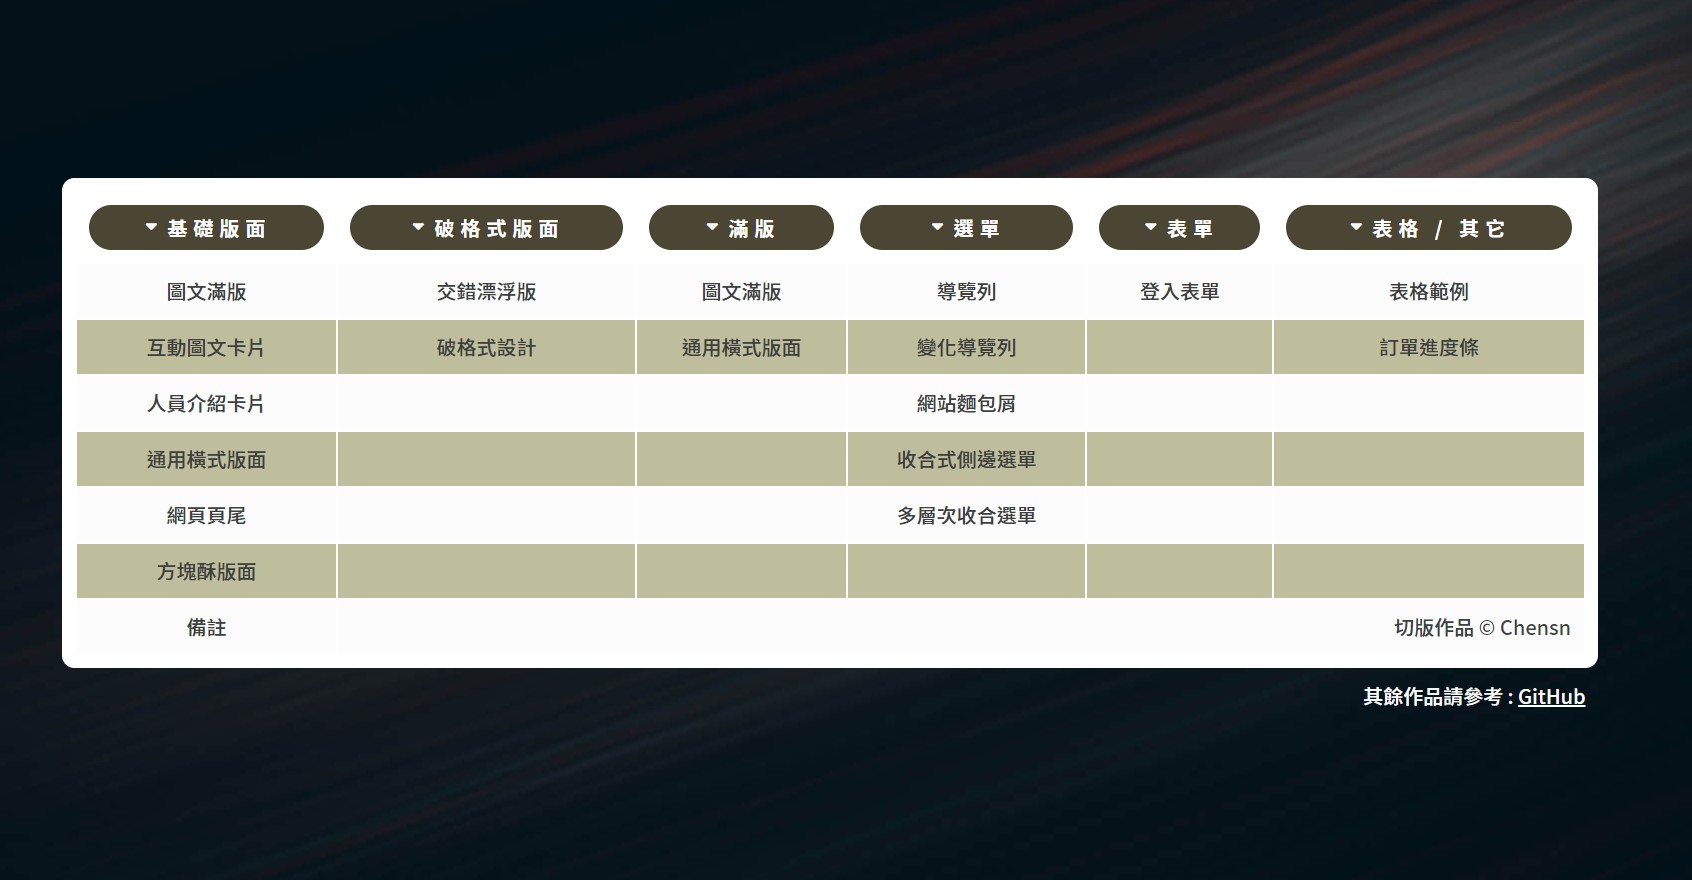 基礎版面 破格式版面 滿版 選單 表單 表格 / 其它
圖文滿版 交錯漂浮版 圖文滿版 導覽列 登入表單 表格範例
互動圖文卡片 破格式設計 通用橫式版面 變化導覽列 訂單進度條
人員介紹卡片 網站麵包屑
通用橫式版面 收合式側邊選單
網頁頁尾 多層次收合選單
方塊酥版面
備註 切版作品 © Chensn
其餘作品請參考 : GitHub